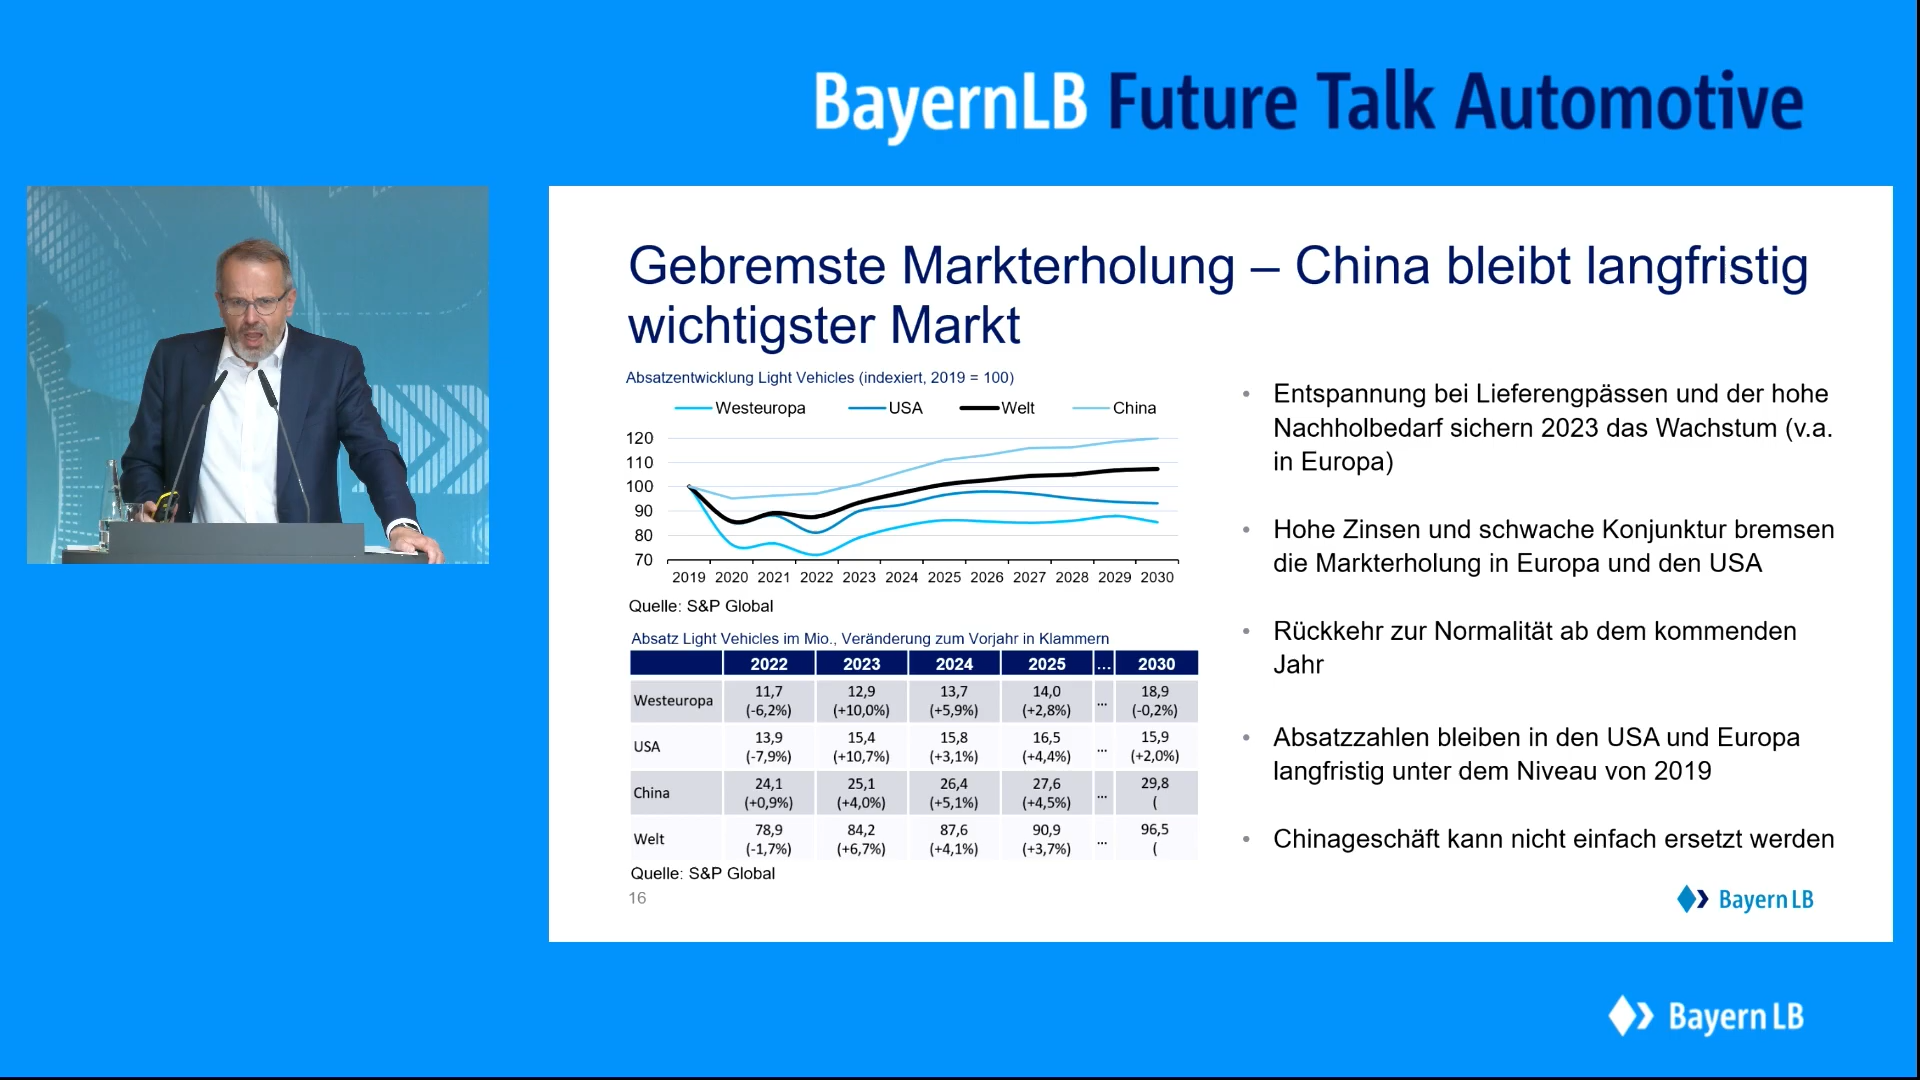 BayernLB Future Talk Automotive
Gebremste Markterholung – China bleibt langfristig
wichtigster Markt
Absatzentwicklung Light Vehicles (indexiert, 2019 = 100)
Westeuropa USA Welt China
120
110
100
90
80
70
2019 2020 2021 2022 2023 2024 2025 2026 2027 2028 2029 2030
Quelle: S&P Global
Absatz Light Vehicles im Mio., Veränderung zum Vorjahr in Klammern
2022 2023 2024 2025 ... 2030
11,7 12,9 13,7 14,0 18,9
Westeuropa ...
(-6,2%) (+10,0%) (+5,9%) (+2,8%) (-0,2%)
13,9 15,4 15,8 16,5 15,9
USA ...
(-7,9%) (+10,7%) (+3,1%) (+4,4%) (+2,0%)
24,1 25,1 26,4 27,6 29,8
China ...
(+0,9%) (+4,0%) (+5,1%) (+4,5%) (
78,9 84,2 87,6 90,9 96,5
Welt ...
(-1,7%) (+6,7%) (+4,1%) (+3,7%) (
Quelle: S&P Global
16
• Entspannung bei Lieferengpässen und der hohe
Nachholbedarf sichern 2023 das Wachstum (v.a.
in Europa)
• Hohe Zinsen und schwache Konjunktur bremsen
die Markterholung in Europa und den USA
• Rückkehr zur Normalität ab dem kommenden
Jahr
• Absatzzahlen bleiben in den USA und Europa
langfristig unter dem Niveau von 2019
• Chinageschäft kann nicht einfach ersetzt werden
BayernLB
BayernLB